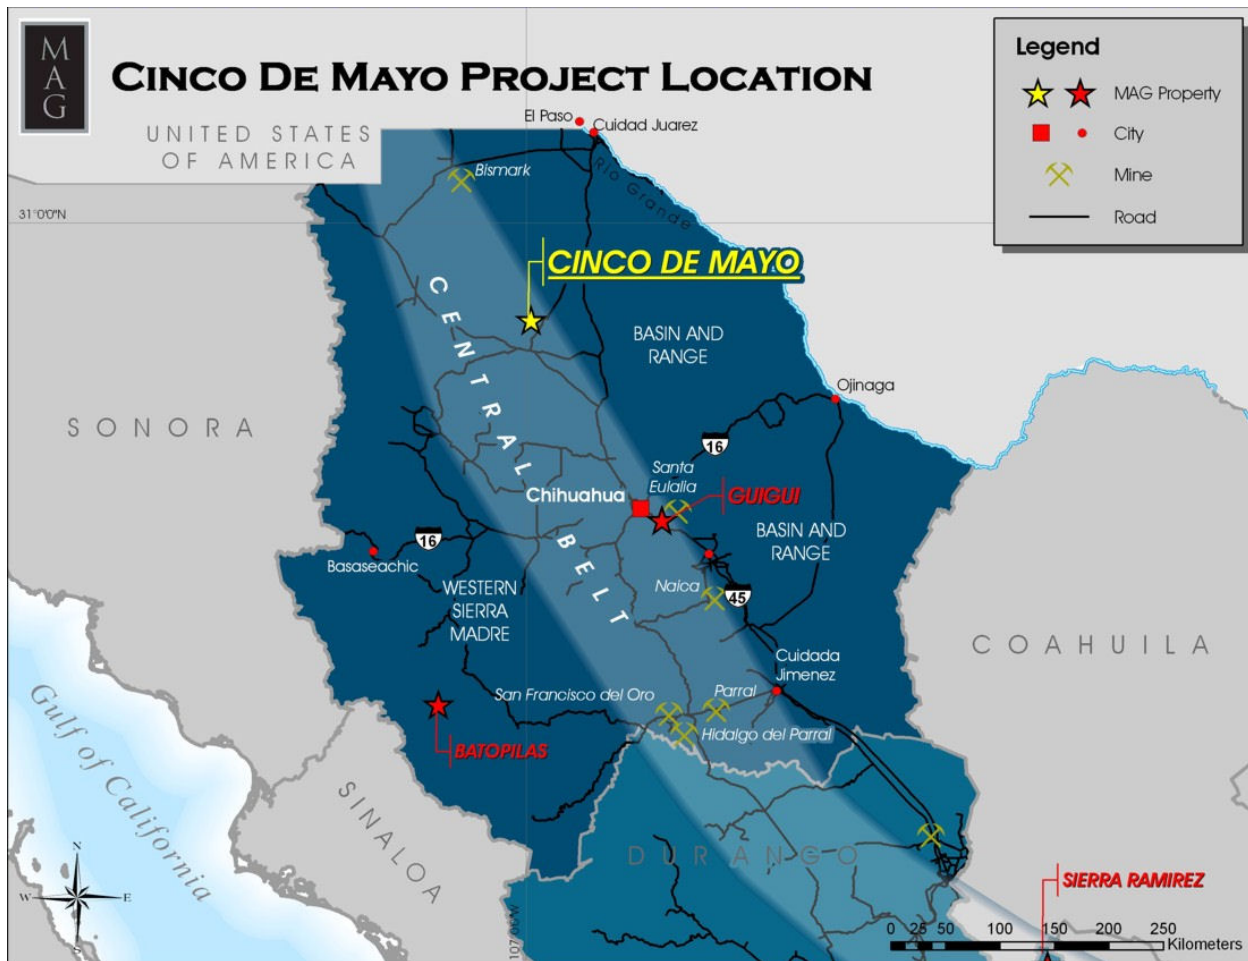 MAG
CINCO DE MAYO PROJECT LOCATION
Legend
MAG Property
City
Mine
Road
UNITED STATES
OF AMERICA
El Paso
Cuidad Juarez
Rio Grande
Bismark
31°0'0"N
CINCO DE MAYO
CENTRAL BELT
BASIN AND
RANGE
Ojinaga
SONORA
16
Santa
Eulalia
Chihuahua
GUIGUI
BASIN AND
RANGE
16
Basaseachic
Naica
45
WESTERN
SIERRA
MADRE
COAHUILA
Cuidada
Jimenez
San Francisco del Oro
Parral
Hidalgo del Parral
BATOPILAS
Gulf of California
SINALOA
DURANGO
SIERRA RAMIREZ
N
W
E
S
107°0'0"W
0 25 50 100 150 200 250
Kilometers